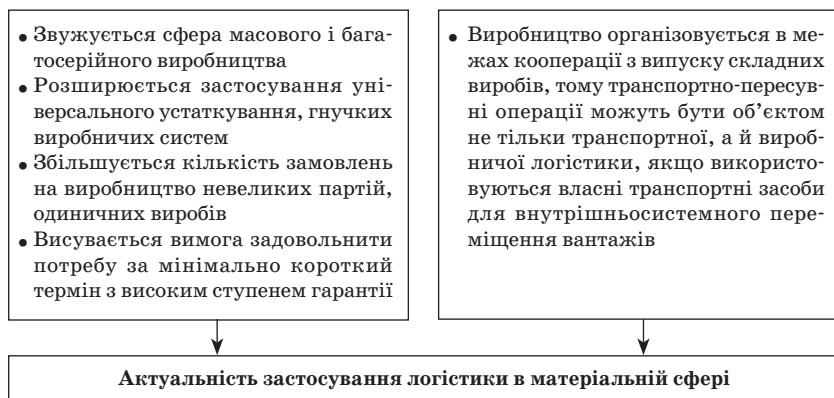 • Звужується сфера масового і бага-
тосерійного виробництва
• Розширюється застосування уні-
версального устаткування, гнучких
виробничих систем
• Збільшується кількість замовлень
на виробництво невеликих партій,
одиничних виробів
• Висувається вимога задовольнити
потребу за мінімально короткий
термін з високим ступенем гарантії
• Виробництво організовується в ме-
жах кооперації з випуску складних
виробів, тому транспортно-пересув-
ні операції можуть бути об’єктом
не тільки транспортної, а й вироб-
ничої логістики, якщо використо-
вуються власні транспортні засоби
для внутрішньосистемного пере-
міщення вантажів
Актуальність застосування логістики в матеріальній сфері